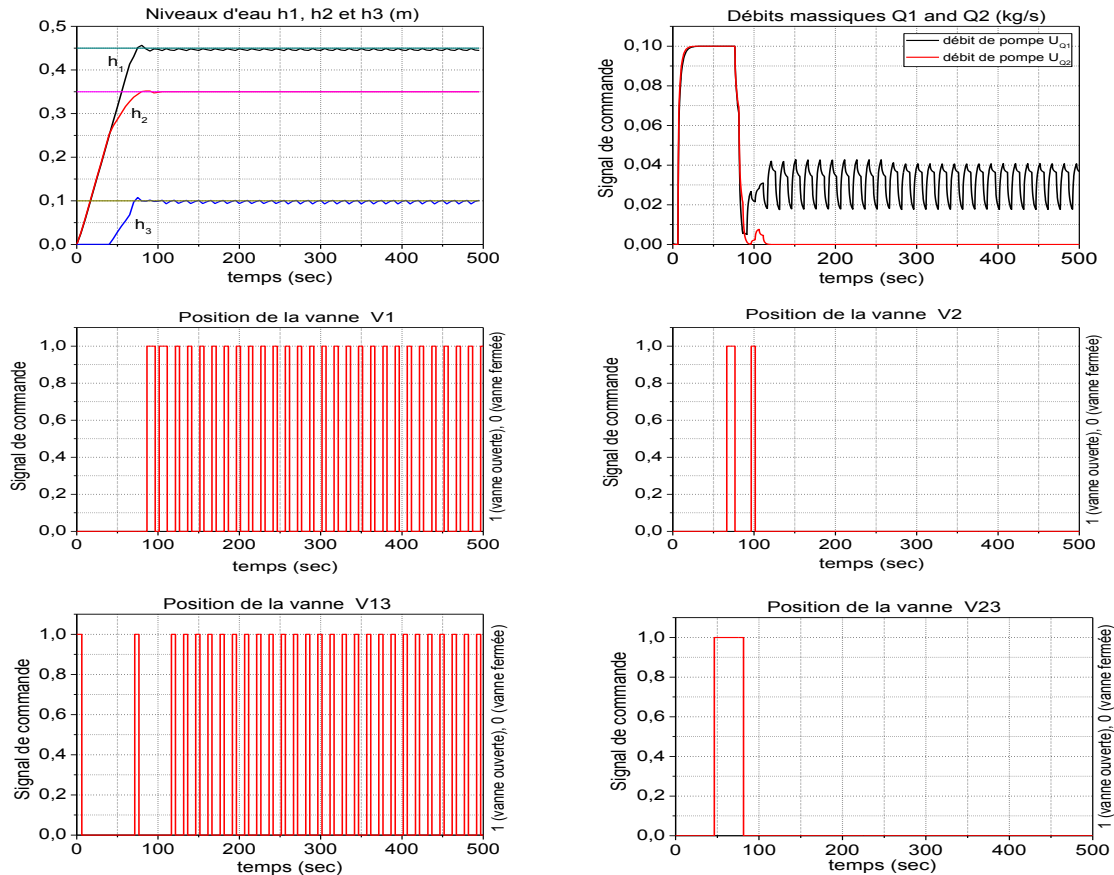 Niveaux d'eau h1, h2 et h3 (m)
0,5
0,4
0,3
0,2
0,1
0,0
h1
h2
h3
0 100 200 300 400 500
temps (sec)
Débits massiques Q1 and Q2 (kg/s)
débit de pompe UQ1
débit de pompe UQ2
Signal de commande
0,10
0,08
0,06
0,04
0,02
0,00
0 100 200 300 400 500
temps (sec)
Position de la vanne V1
Signal de commande
1,0
0,8
0,6
0,4
0,2
0,0
0 100 200 300 400 500
temps (sec)
1 (vanne ouverte), 0 (vanne fermée)
Position de la vanne V2
Signal de commande
1,0
0,8
0,6
0,4
0,2
0,0
0 100 200 300 400 500
temps (sec)
1 (vanne ouverte), 0 (vanne fermée)
Position de la vanne V13
Signal de commande
1,0
0,8
0,6
0,4
0,2
0,0
0 100 200 300 400 500
temps (sec)
1 (vanne ouverte), 0 (vanne fermée)
Position de la vanne V23
Signal de commande
1,0
0,8
0,6
0,4
0,2
0,0
0 100 200 300 400 500
temps (sec)
1 (vanne ouverte), 0 (vanne fermée)